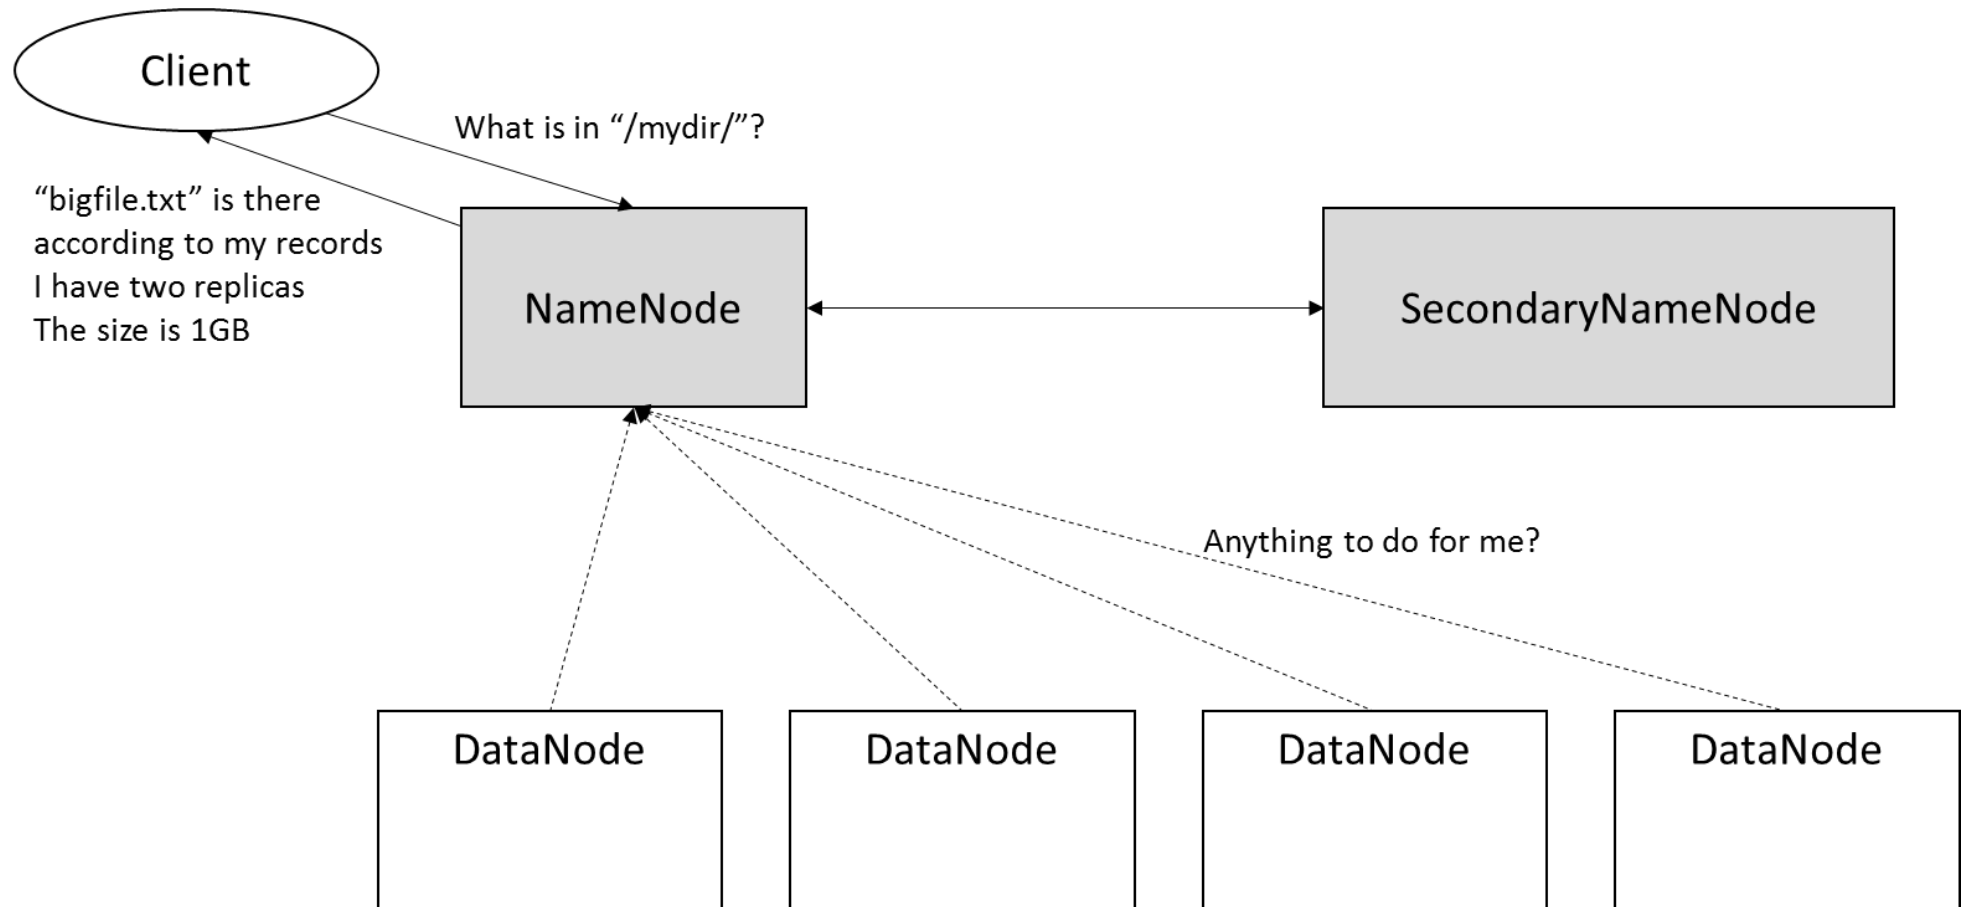 Client
What is in “/mydir/”?
“bigfile.txt” is there
according to my records
I have two replicas
The size is 1GB
NameNode
SecondaryNameNode
Anything to do for me?
DataNode
DataNode
DataNode
DataNode